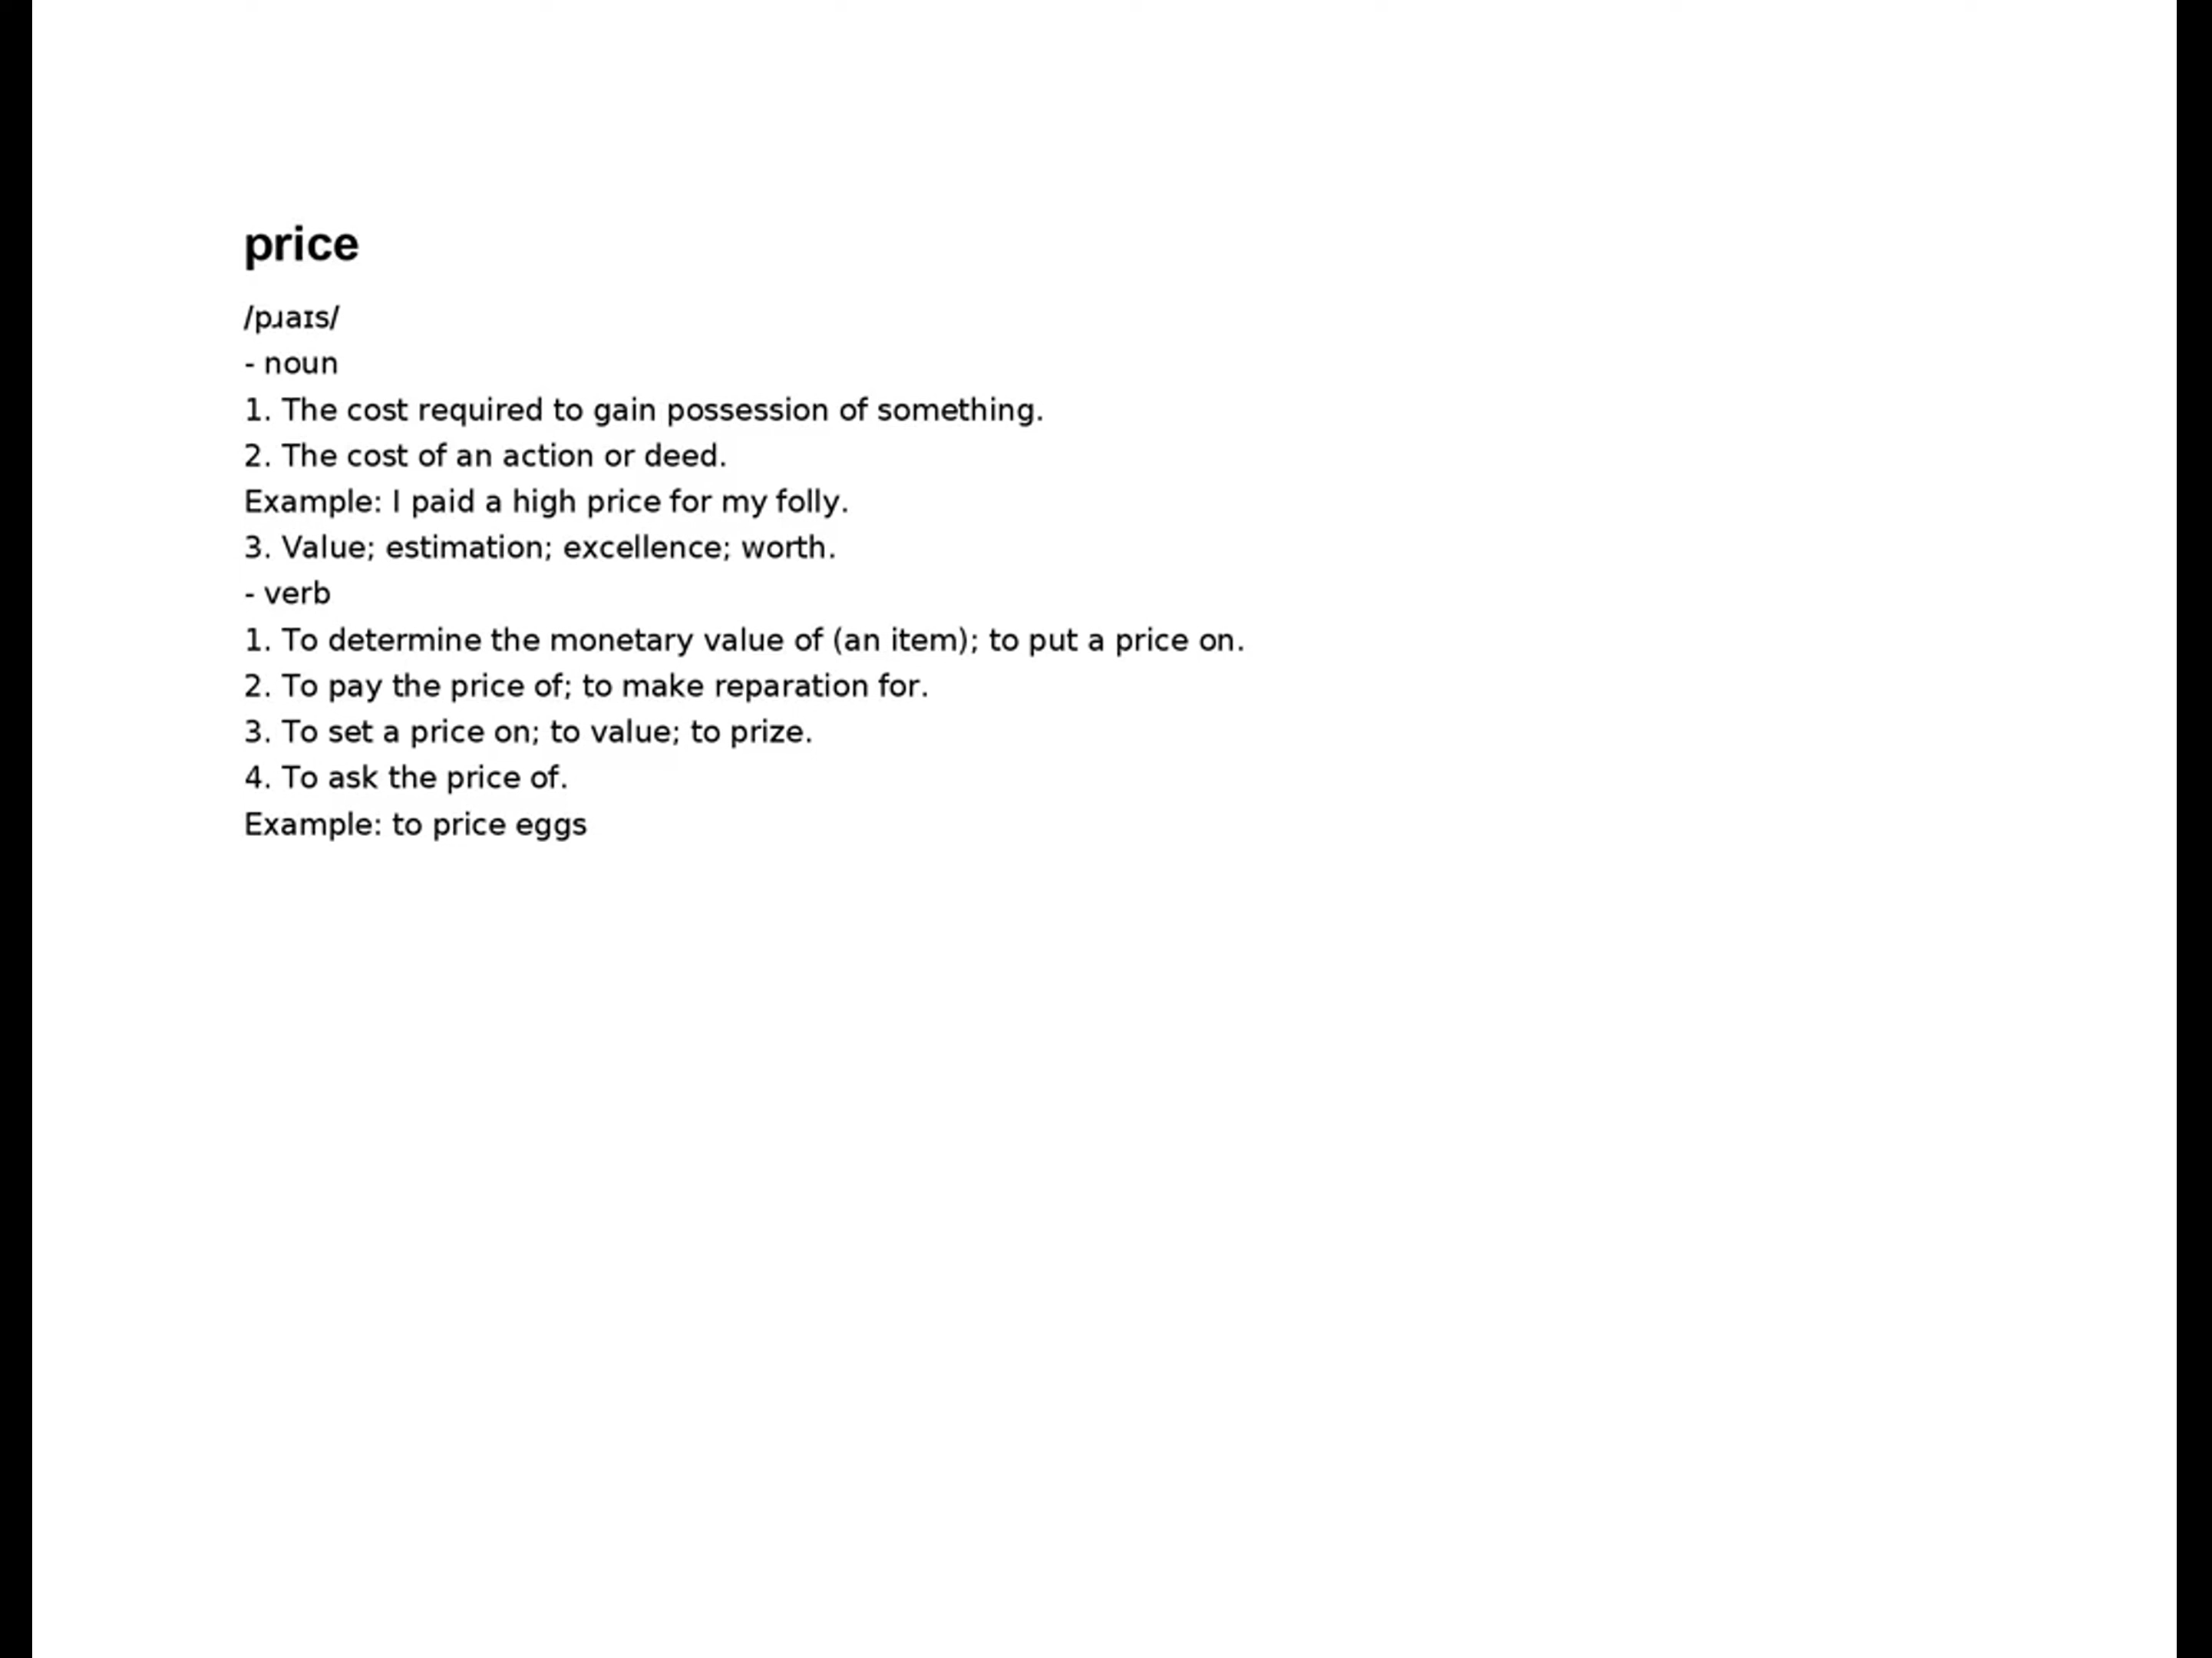 price
/pɹaɪs/
- noun
1. The cost required to gain possession of something.
2. The cost of an action or deed.
Example: I paid a high price for my folly.
3. Value; estimation; excellence; worth.
- verb
1. To determine the monetary value of (an item); to put a price on.
2. To pay the price of; to make reparation for.
3. To set a price on; to value; to prize.
4. To ask the price of.
Example: to price eggs